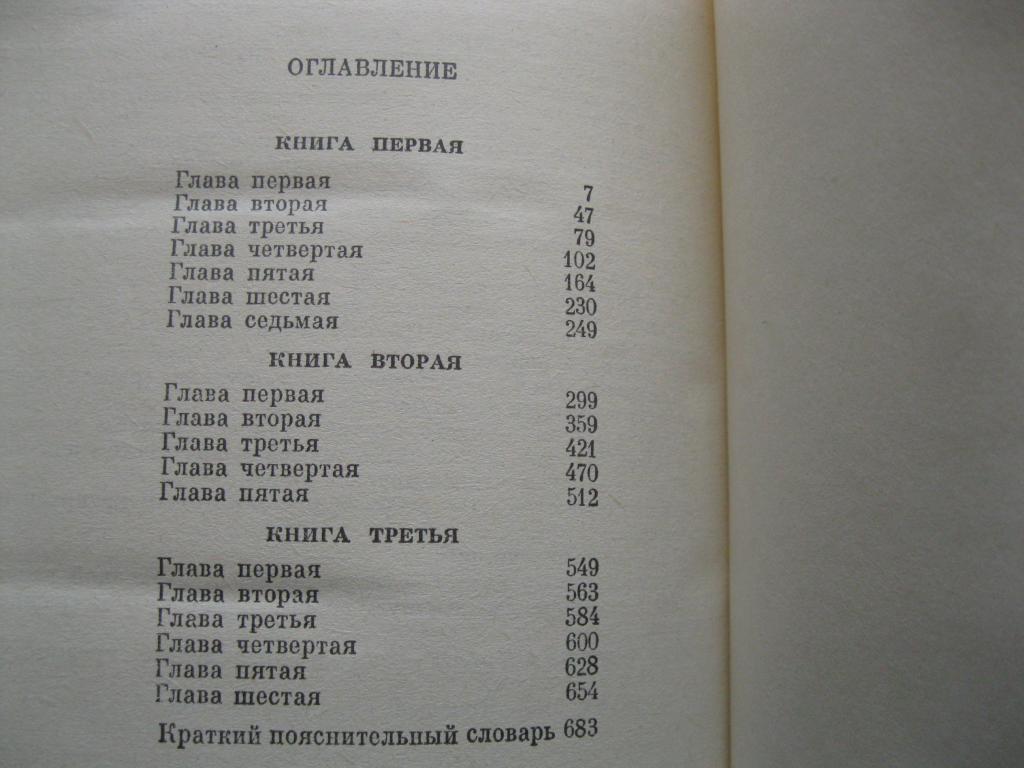 ОГЛАВЛЕНИЕ
КНИГА ПЕРВАЯ
Глава первая 7
Глава вторая 47
Глава третья 79
Глава четвертая 102
Глава пятая 164
Глава шестая 230
Глава седьмая 249
КНИГА ВТОРАЯ
Глава первая 299
Глава вторая 359
Глава третья 421
Глава четвертая 470
Глава пятая 512
КНИГА ТРЕТЬЯ
Глава первая 549
Глава вторая 563
Глава третья 584
Глава четвертая 600
Глава пятая 628
Глава шестая 654
Краткий пояснительный словарь 683